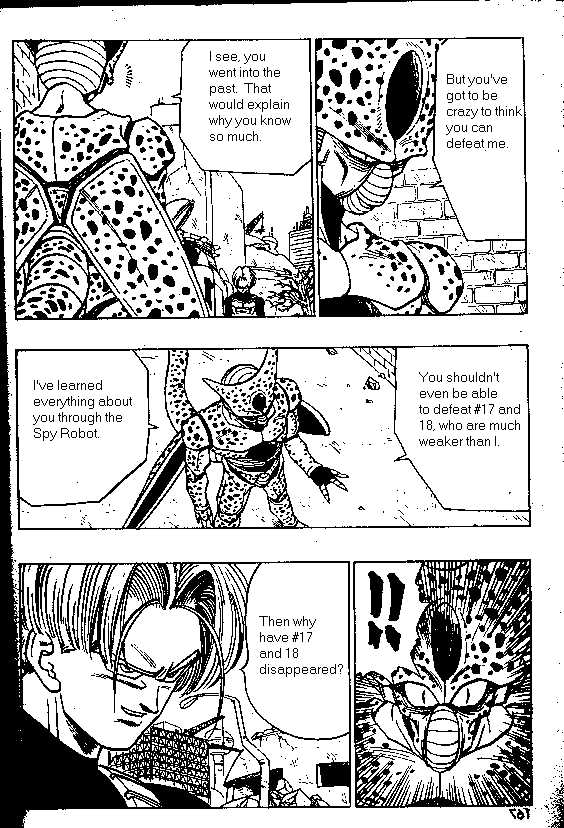 I see, you
went into the
past. That
would explain
why you know
so much.
But you've
got to be
crazy to think
you can
defeat me.
I've learned
everything about
you through the
Spy Robot.
You shouldn't
even be able
to defeat #17 and
18, who are much
weaker than I.
Then why
have #17
and 18
disappeared?
!!
167